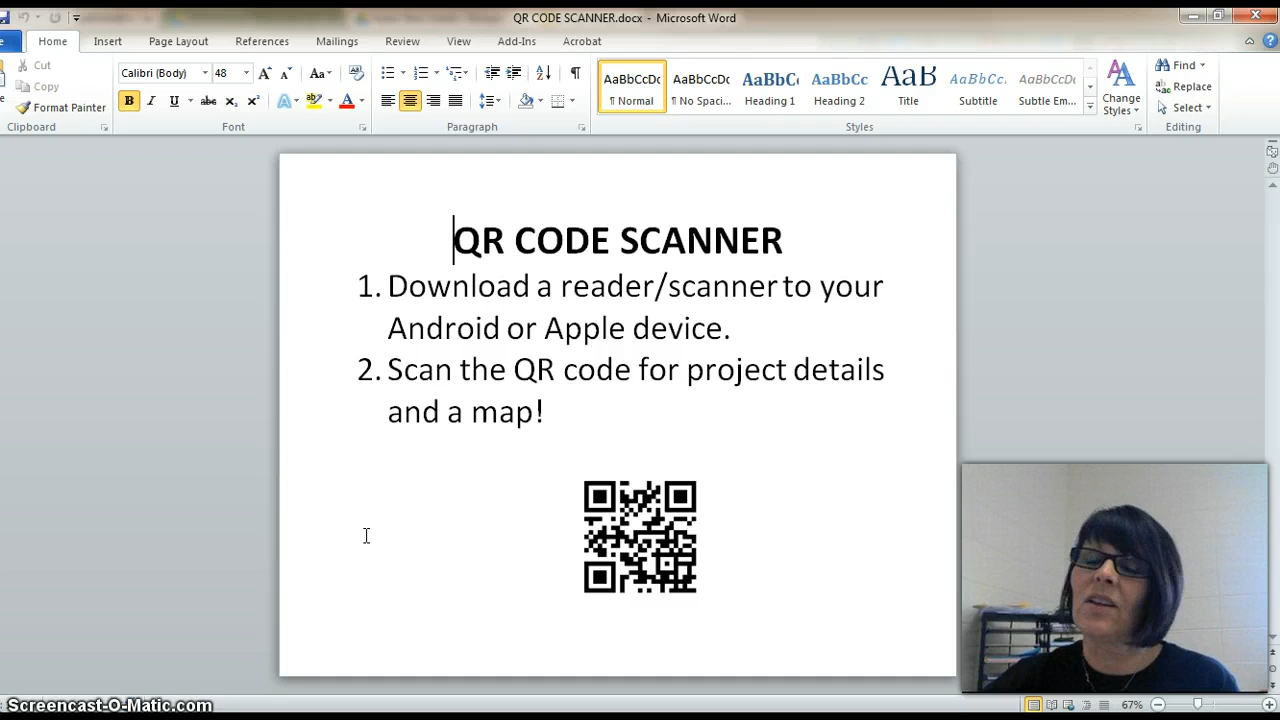 QR CODE SCANNER.docx - Microsoft Word
Home Insert Page Layout References Mailings Review View Add-Ins Acrobat
Cut
Copy
Format Painter
Clipboard
Calibri (Body) 48
Font
Paragraph
AaBbCcDc AaBbCcDc AaBbCc AaBbCc AaB AaBbCc. AaBbCcDc
¶ Normal ¶ No Spaci... Heading 1 Heading 2 Title Subtitle Subtle Em...
Change Styles
Styles
Find
Replace
Select
Editing
QR CODE SCANNER
1. Download a reader/scanner to your
Android or Apple device.
2. Scan the QR code for project details
and a map!
Screencast-O-Matic.com
67%